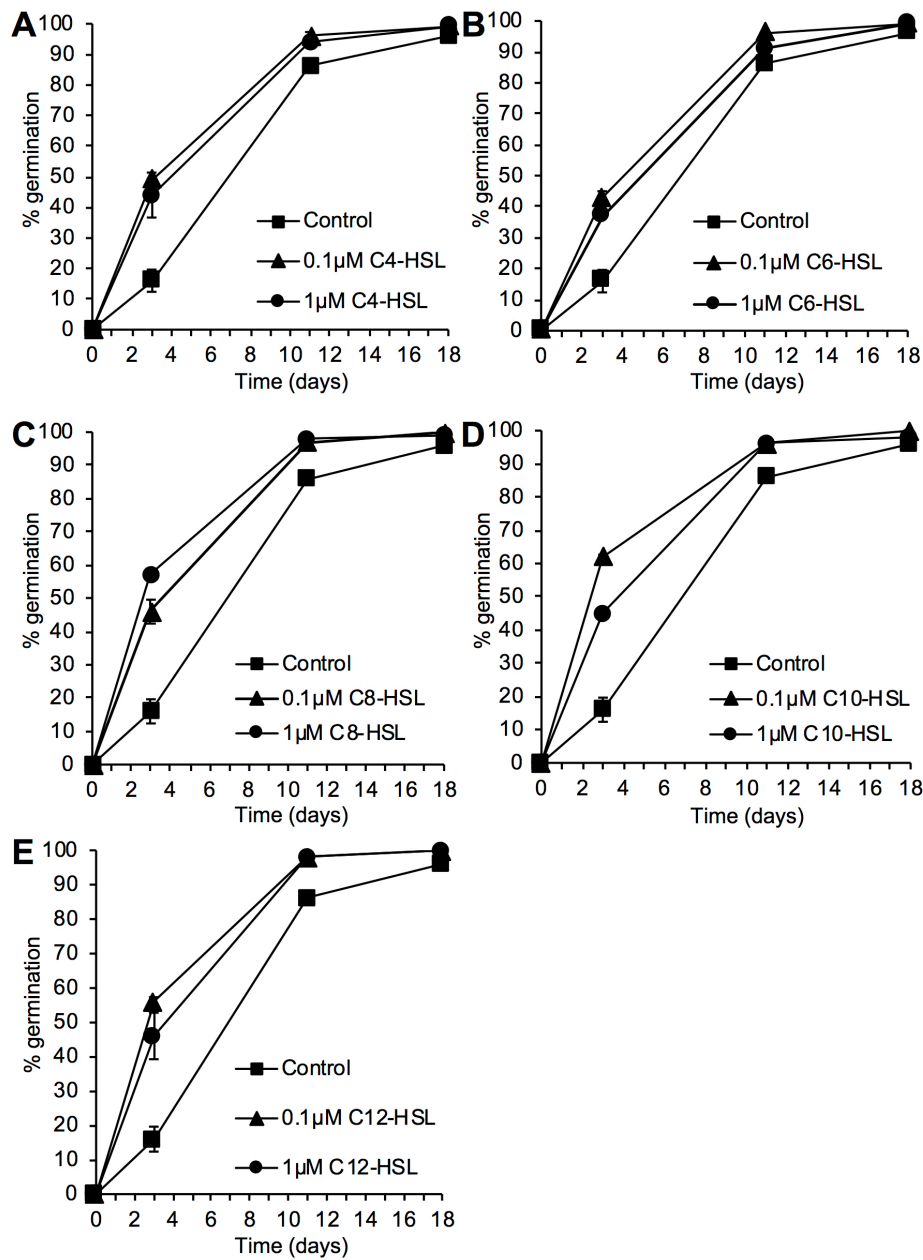 A
100
90
80
70
60
50
40
30
20
10
0
% germination
Control
0.1µM C4-HSL
1µM C4-HSL
0 2 4 6 8 10 12 14 16 18
Time (days)
B
100
90
80
70
60
50
40
30
20
10
0
% germination
Control
0.1µM C6-HSL
1µM C6-HSL
0 2 4 6 8 10 12 14 16 18
Time (days)
C
100
90
80
70
60
50
40
30
20
10
0
% germination
Control
0.1µM C8-HSL
1µM C8-HSL
0 2 4 6 8 10 12 14 16 18
Time (days)
D
100
90
80
70
60
50
40
30
20
10
0
% germination
Control
0.1µM C10-HSL
1µM C10-HSL
0 2 4 6 8 10 12 14 16 18
Time (days)
E
100
90
80
70
60
50
40
30
20
10
0
% germination
Control
0.1µM C12-HSL
1µM C12-HSL
0 2 4 6 8 10 12 14 16 18
Time (days)